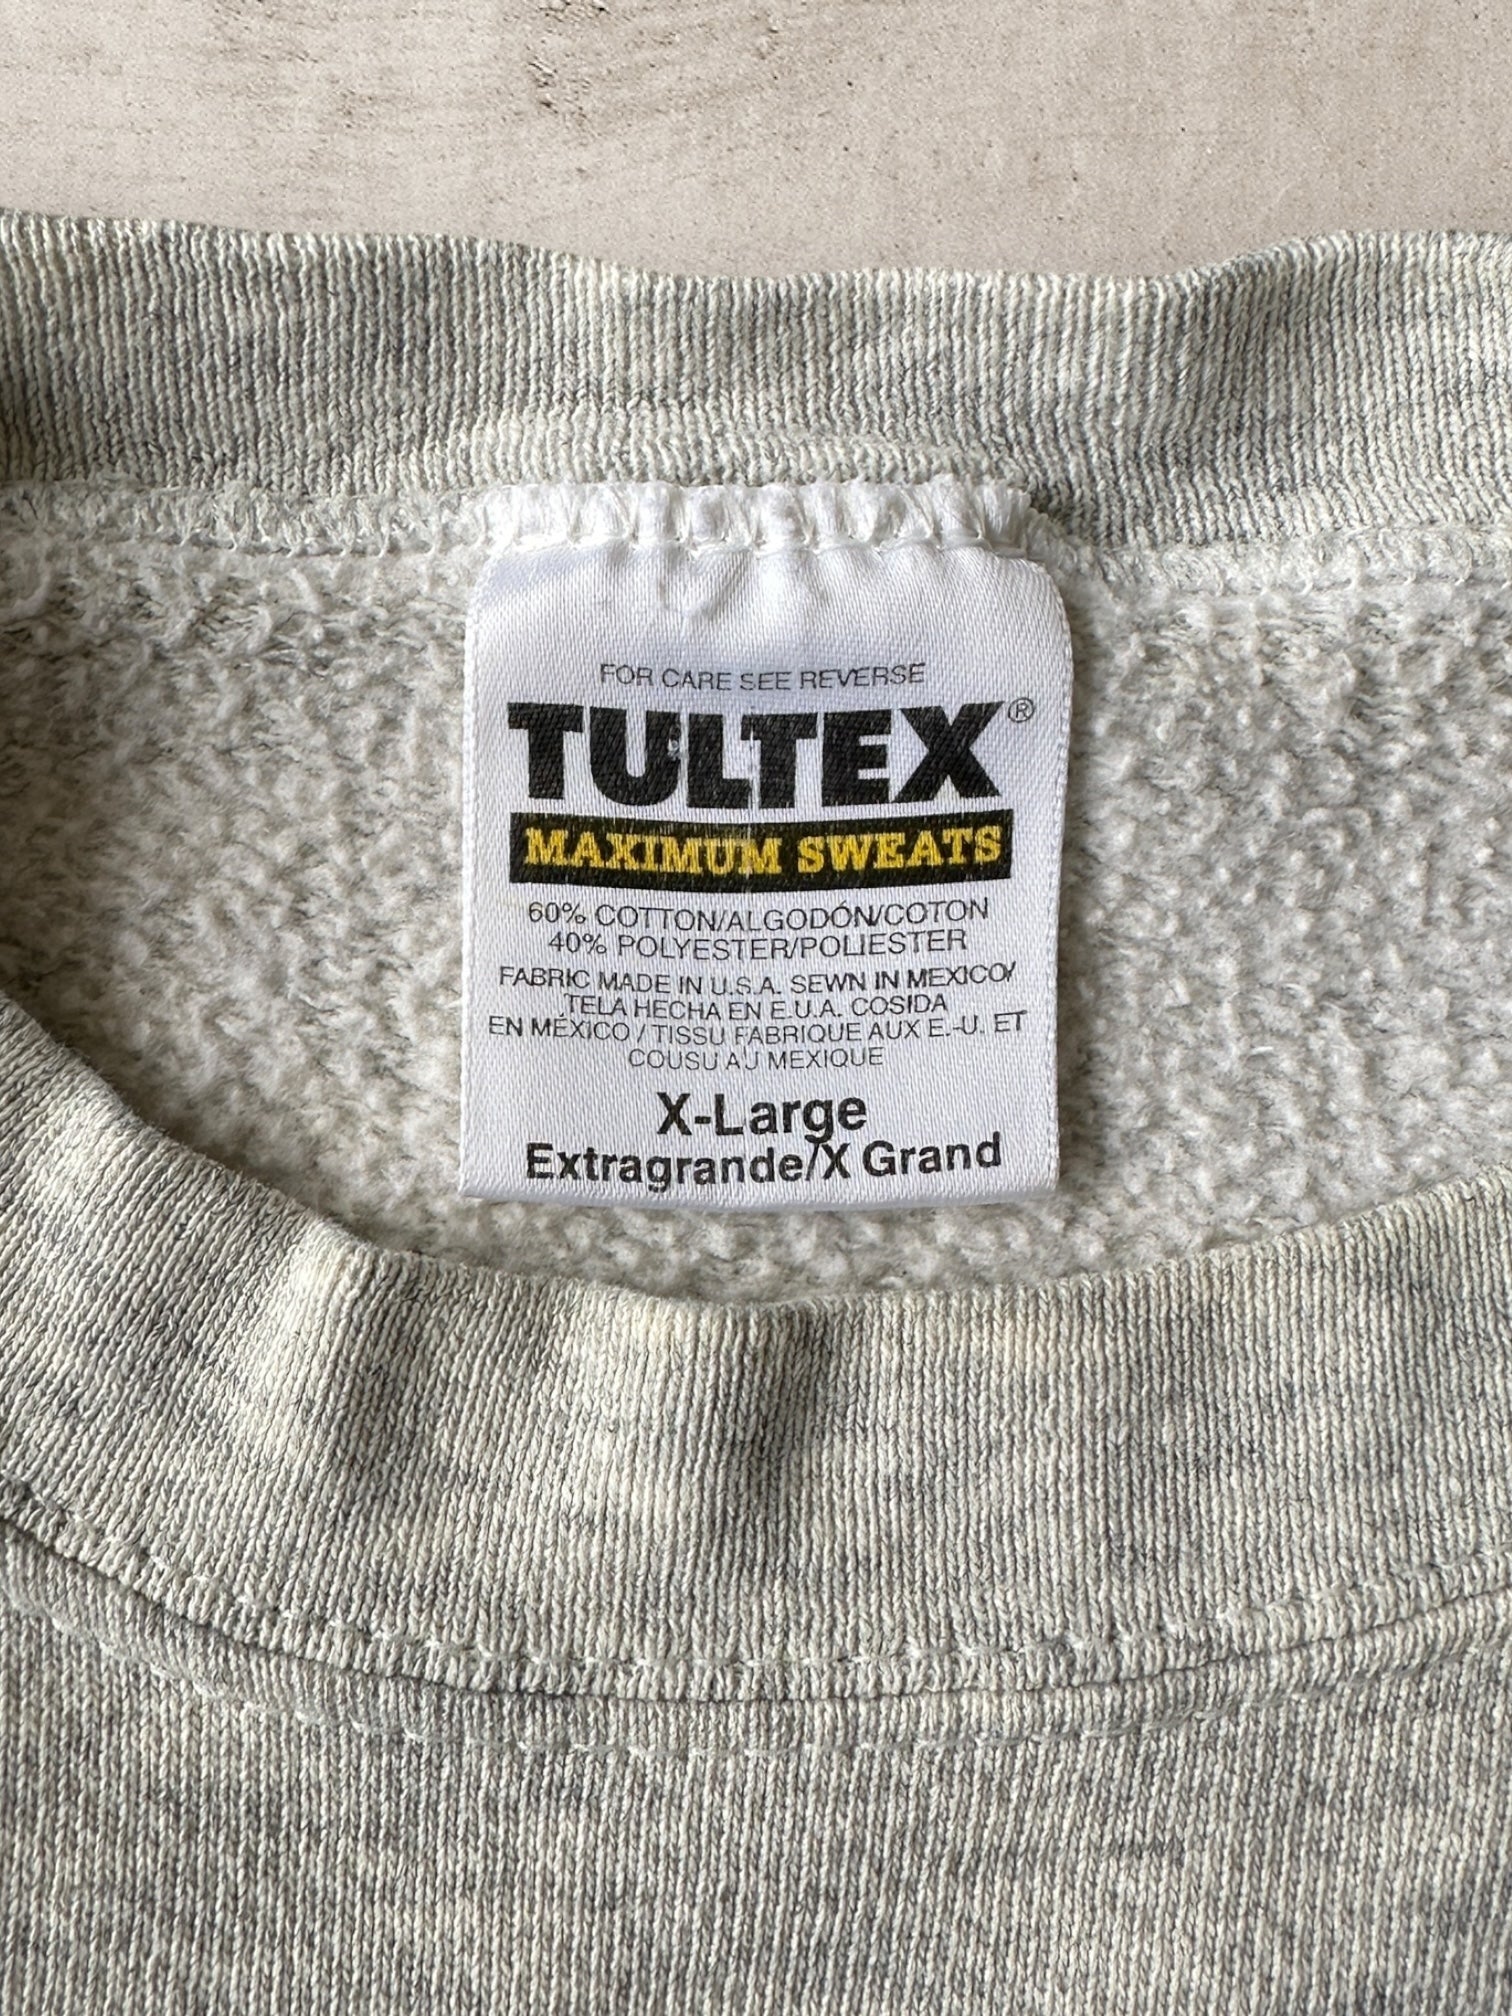 FOR CARE SEE REVERSE
TULTEX®
MAXIMUM SWEATS
60% COTTON/ALGODÓN/COTON
40% POLYESTER/POLIESTER
FABRIC MADE IN U.S.A. SEWN IN MEXICO/
TELA HECHA EN E.U.A. COSIDA
EN MÉXICO / TISSU FABRIQUE AUX E.-U. ET
COUSU AU MEXIQUE
X-Large
Extragrande/X Grand